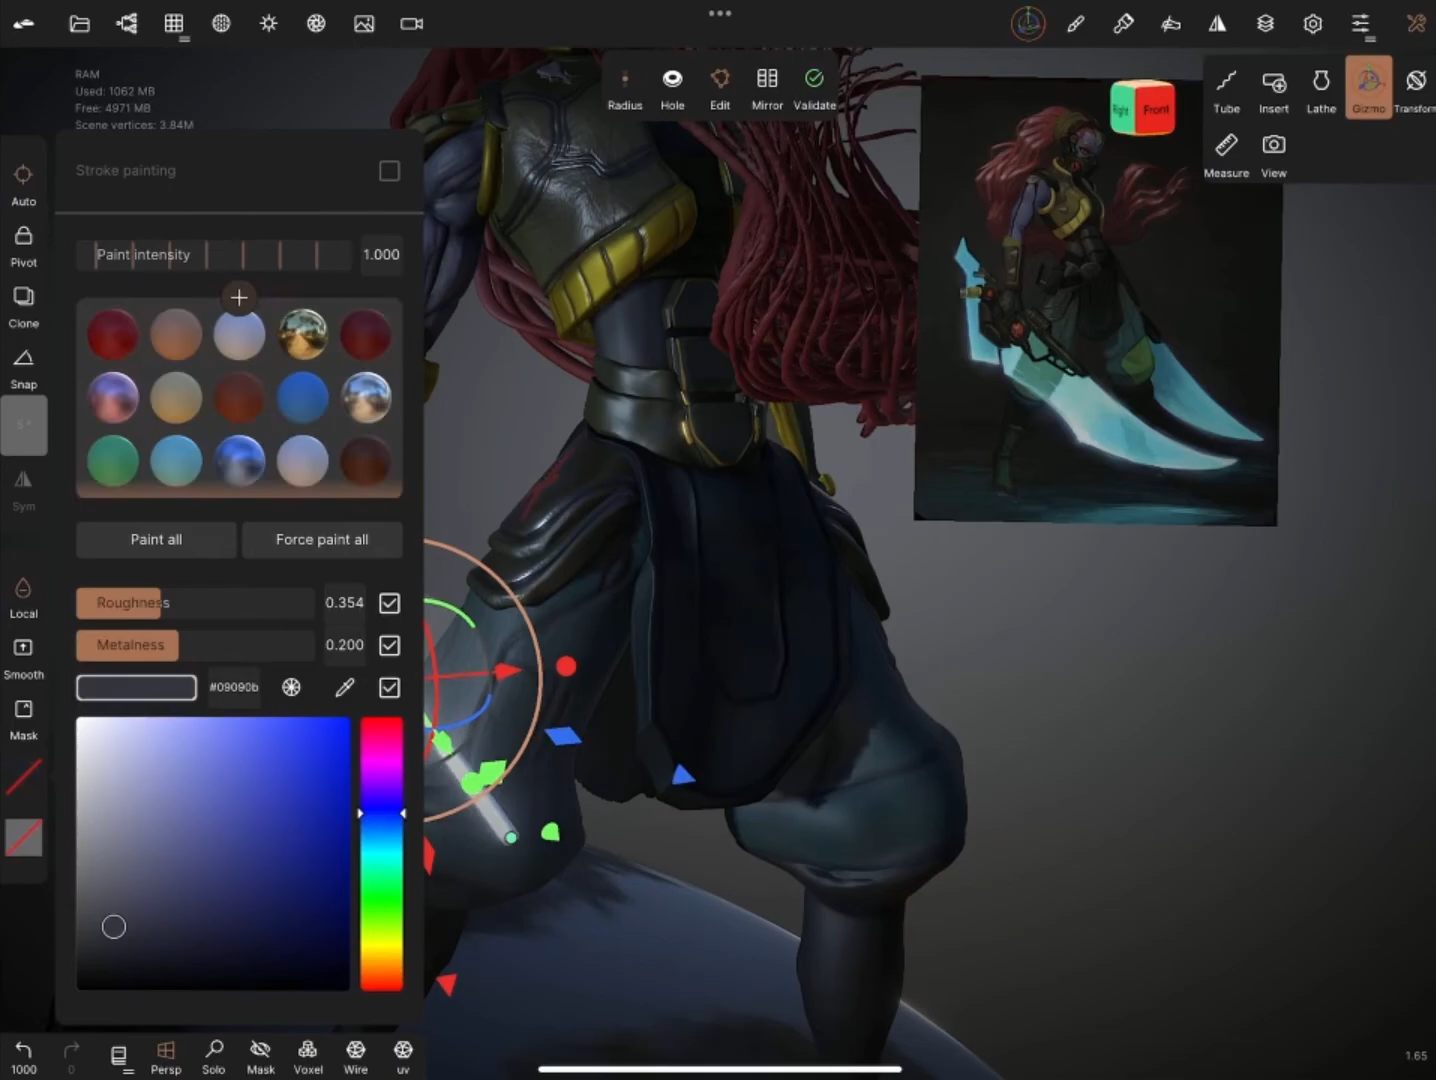 RAM
Used: 1062 MB
Free: 4971 MB
Scene vertices: 3.84M
Radius
Hole
Edit
Mirror
Validate
Right
Front
Tube
Insert
Lathe
Gizmo
Transform
Measure
View
Auto
Pivot
Clone
Snap
5°
Sym
Local
Smooth
Mask
Stroke painting
Paint intensity
1.000
Paint all
Force paint all
Roughness
0.354
Metalness
0.200
#09090b
1000
0
Persp
Solo
Mask
Voxel
Wire
uv
1.65